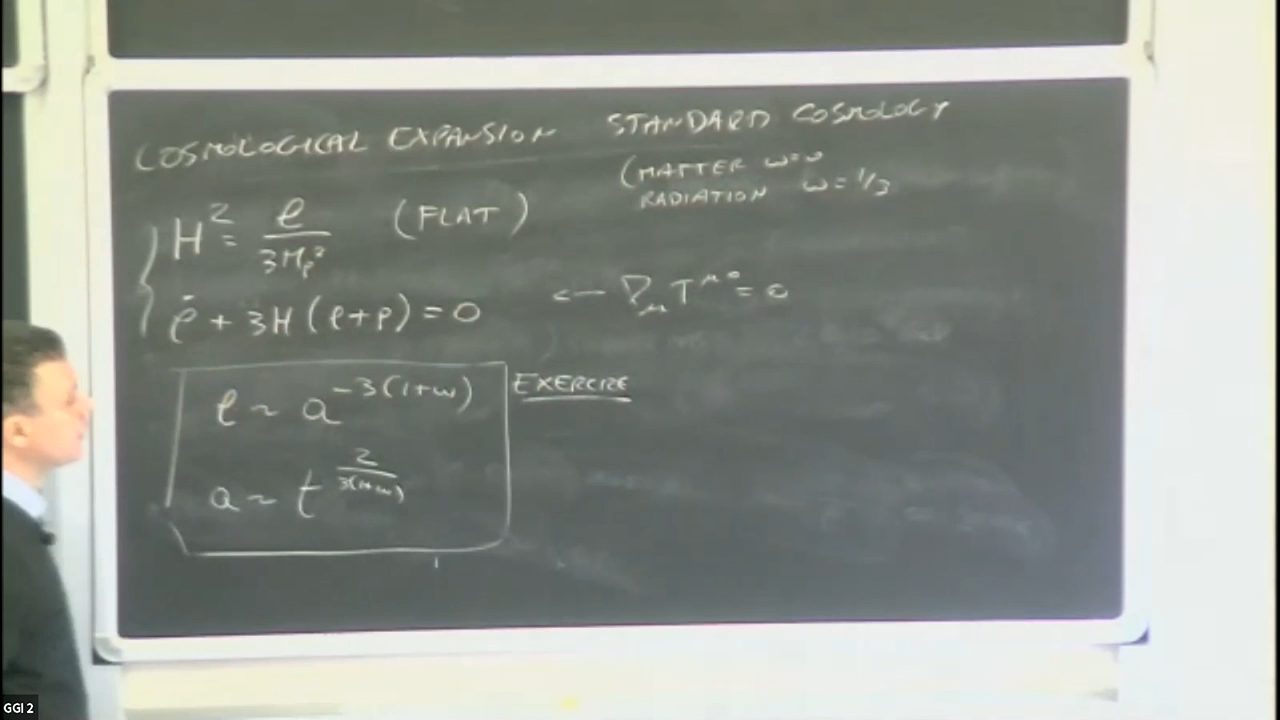 COSMOLOGICAL EXPANSION STANDARD COSMOLOGY
(MATTER w=0
RADIATION w=1/3
H² = ρ/3Mₚ² (FLAT)
ρ̇ + 3H(ρ+p) = 0 ← ∇_μ T^{μ0} = 0
ρ ~ a^{-3(1+w)} EXERCISE
a ~ t^{2/3(1+w)}
GGI 2